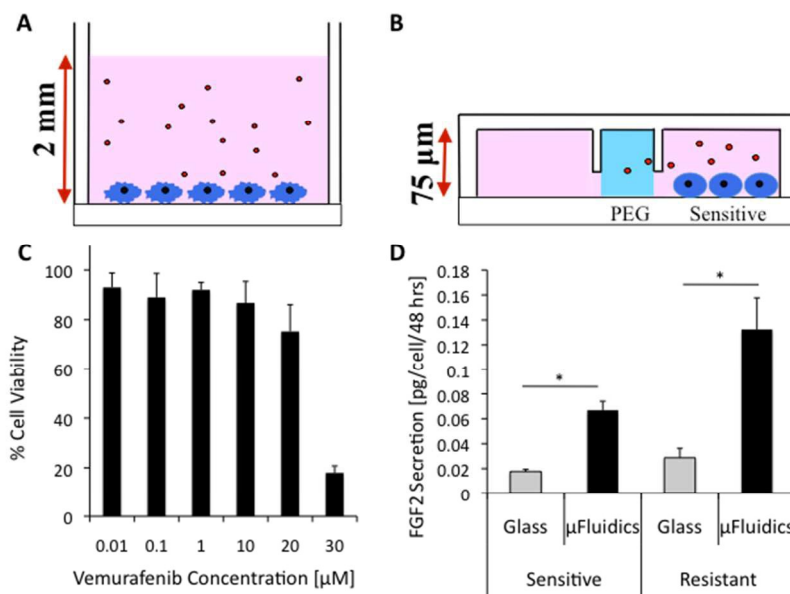 A
2 mm
B
75 µm
PEG Sensitive
C
% Cell Viability
100
80
60
40
20
0
0.01 0.1 1 10 20 30
Vemurafenib Concentration [µM]
D
FGF2 Secretion [pg/cell/48 hrs]
0.18
0.16
0.14
0.12
0.1
0.08
0.06
0.04
0.02
0
*
*
Glass µFluidics Glass µFluidics
Sensitive Resistant